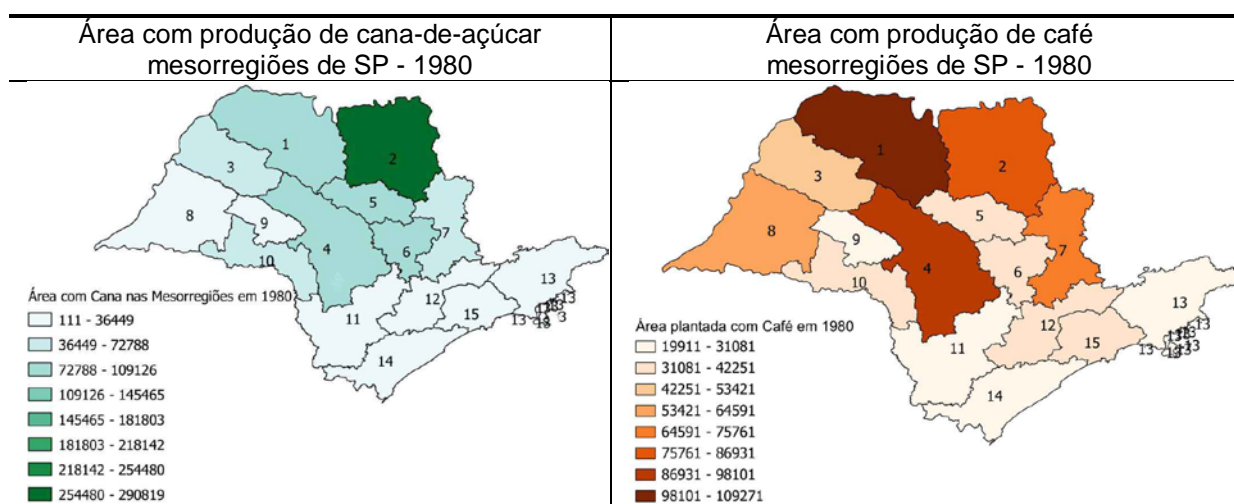 Área com produção de cana-de-açúcar
mesorregiões de SP - 1980
Área com produção de café
mesorregiões de SP - 1980
1
2
3
4
5
6
7
8
9
10
11
12
13
14
15
13
13
3
Área com Cana nas Mesorregiões em 1980
111 - 36449
36449 - 72788
72788 - 109126
109126 - 145465
145465 - 181803
181803 - 218142
218142 - 254480
254480 - 290819
1
2
3
4
5
6
7
8
9
10
11
12
13
14
15
13
13
Área plantada com Café em 1980
19911 - 31081
31081 - 42251
42251 - 53421
53421 - 64591
64591 - 75761
75761 - 86931
86931 - 98101
98101 - 109271